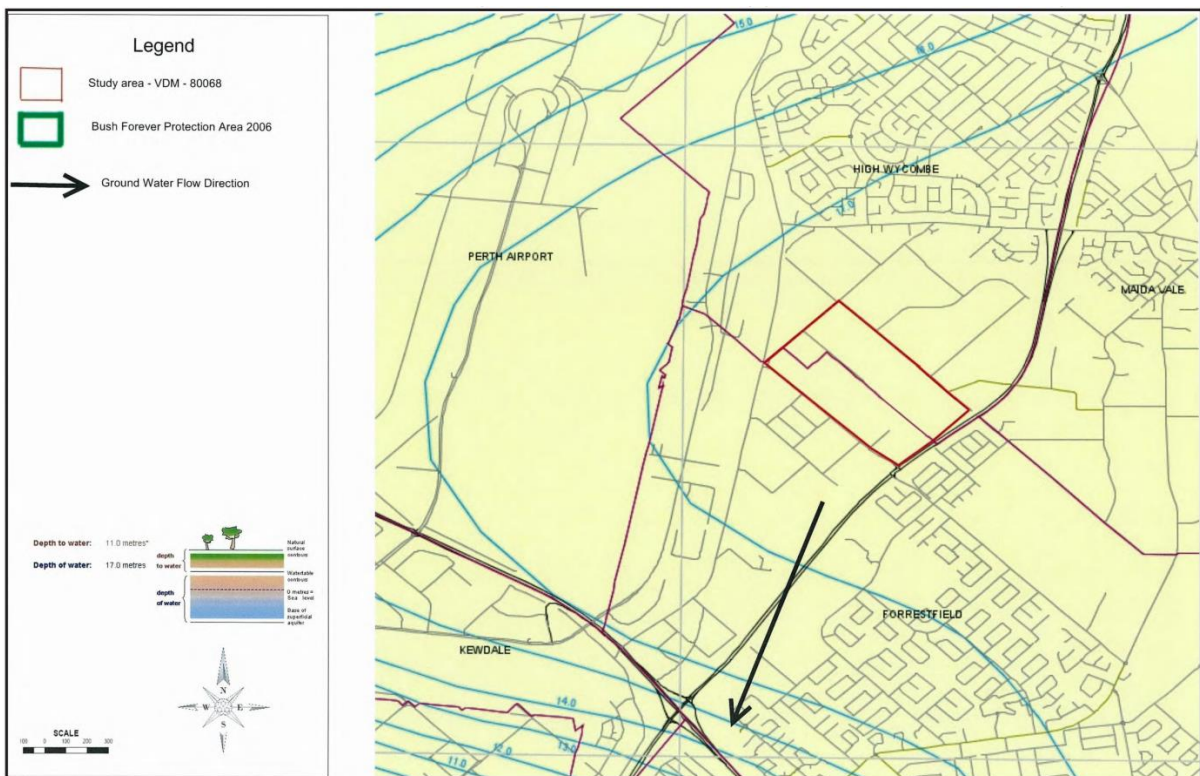 Legend
Study area - VDM - 80068
Bush Forever Protection Area 2006
Ground Water Flow Direction
Depth to water: 11.0 metres*
Depth of water: 17.0 metres
depth
to water
depth
of water
Natural
surface
contours
Watertable
contours
0 metres =
Sea level
Base of
superficial
aquifer
N
W
E
S
SCALE
100 0 100 200 300
15.0
16.0
HIGH WYCOMBE
17.0
PERTH AIRPORT
MAIDA VALE
FORRESTFIELD
KEWDALE
14.0
13.0
12.0
11.0